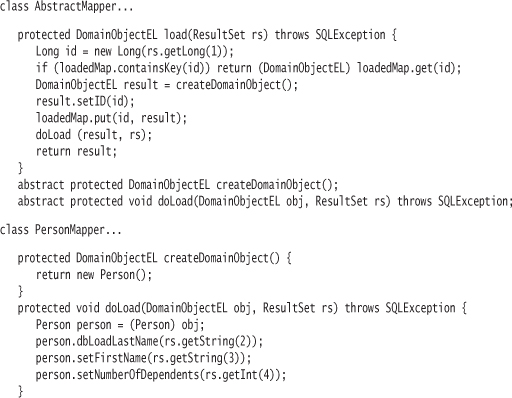 class AbstractMapper...
protected DomainObjectEL load(ResultSet rs) throws SQLException {
Long id = new Long(rs.getLong(1));
if (loadedMap.containsKey(id)) return (DomainObjectEL) loadedMap.get(id);
DomainObjectEL result = createDomainObject();
result.setID(id);
loadedMap.put(id, result);
doLoad (result, rs);
return result;
}
abstract protected DomainObjectEL createDomainObject();
abstract protected void doLoad(DomainObjectEL obj, ResultSet rs) throws SQLException;
class PersonMapper...
protected DomainObjectEL createDomainObject() {
return new Person();
}
protected void doLoad(DomainObjectEL obj, ResultSet rs) throws SQLException {
Person person = (Person) obj;
person.dbLoadLastName(rs.getString(2));
person.setFirstName(rs.getString(3));
person.setNumberOfDependents(rs.getInt(4));
}